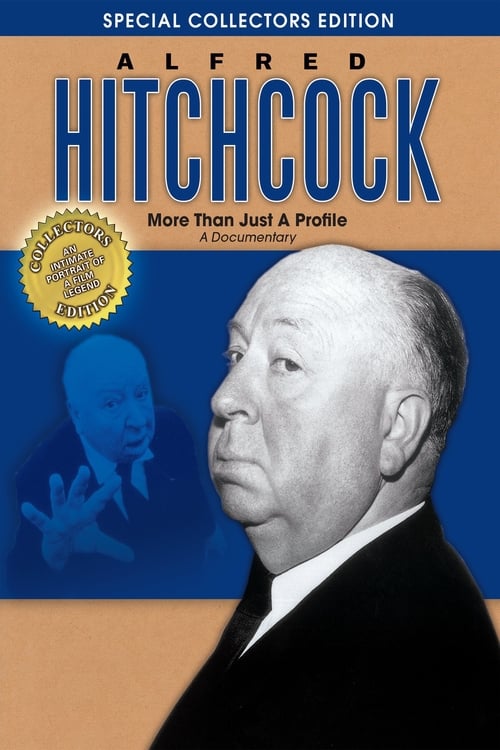 SPECIAL COLLECTORS EDITION
ALFRED
HITCHCOCK
More Than Just A Profile
A Documentary
COLLECTORS
AN
INTIMATE
PORTRAIT OF
A FILM
LEGEND
EDITION